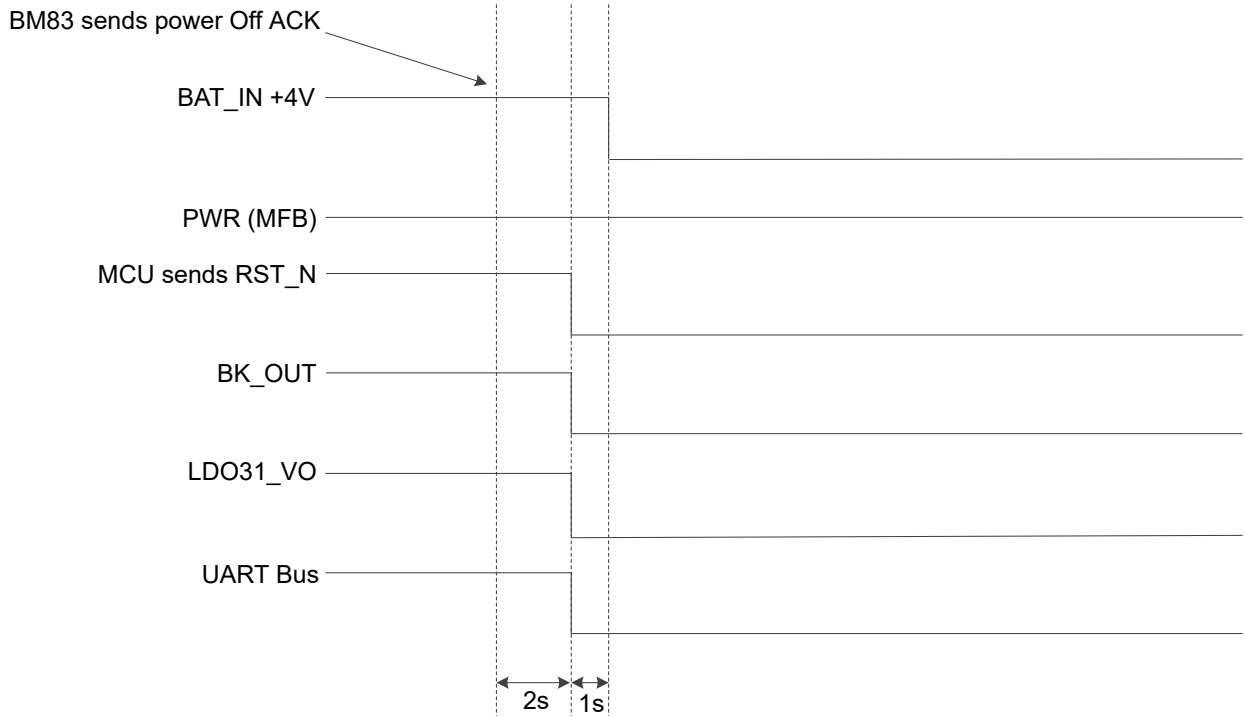 BM83 sends power Off ACK
BAT_IN +4V
PWR (MFB)
MCU sends RST_N
BK_OUT
LDO31_VO
UART Bus
2s
1s